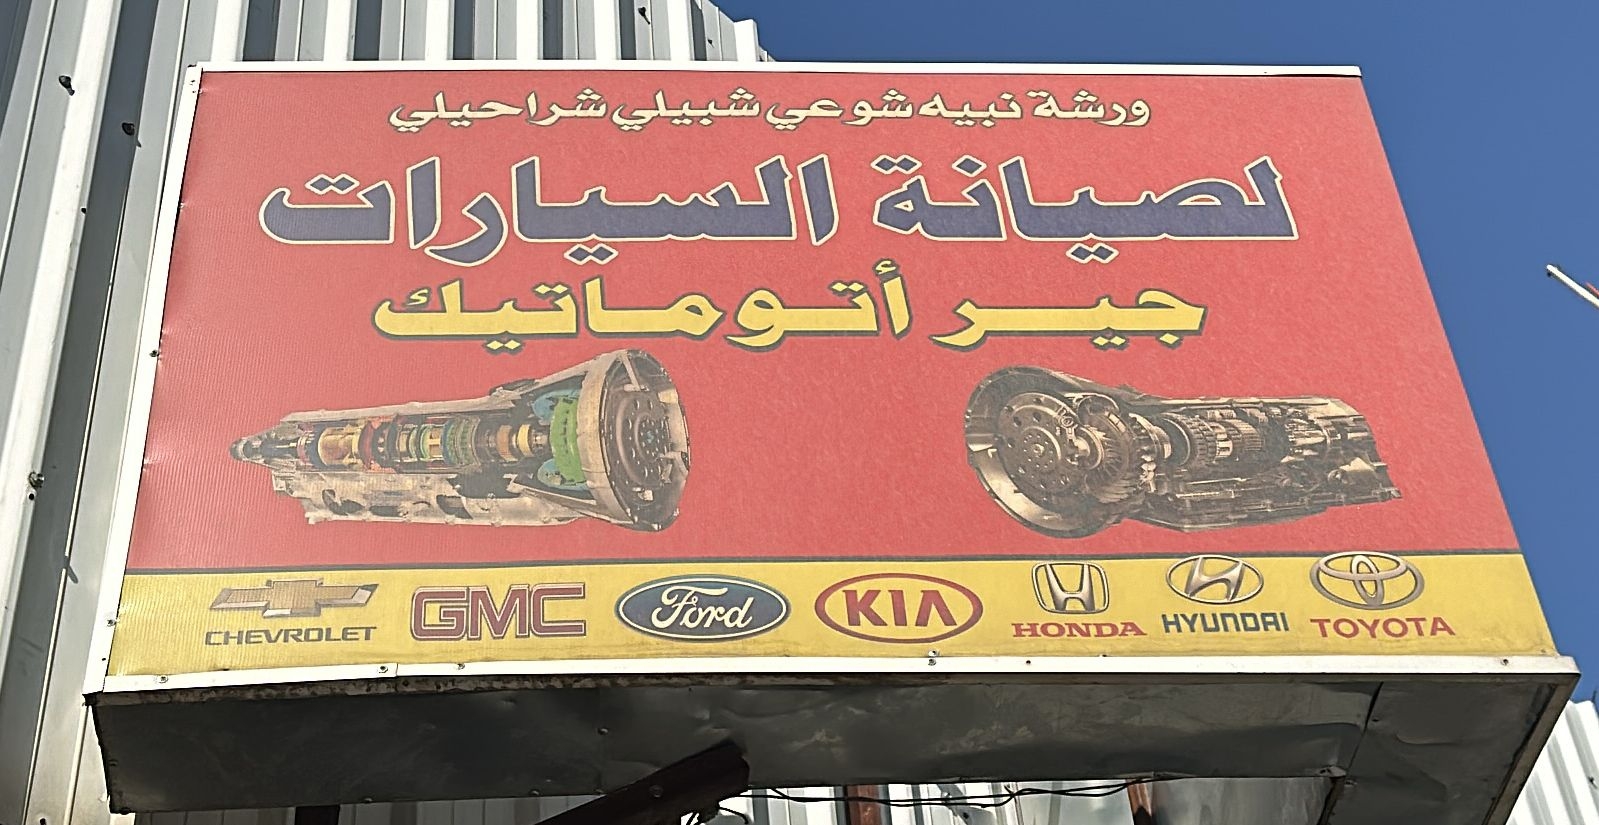 ورشة نبيه شوعي شبيلي شراحيلي
لصيانة السيارات
جير أتوماتيك
CHEVROLET GMC Ford KIA HONDA HYUNDAI TOYOTA